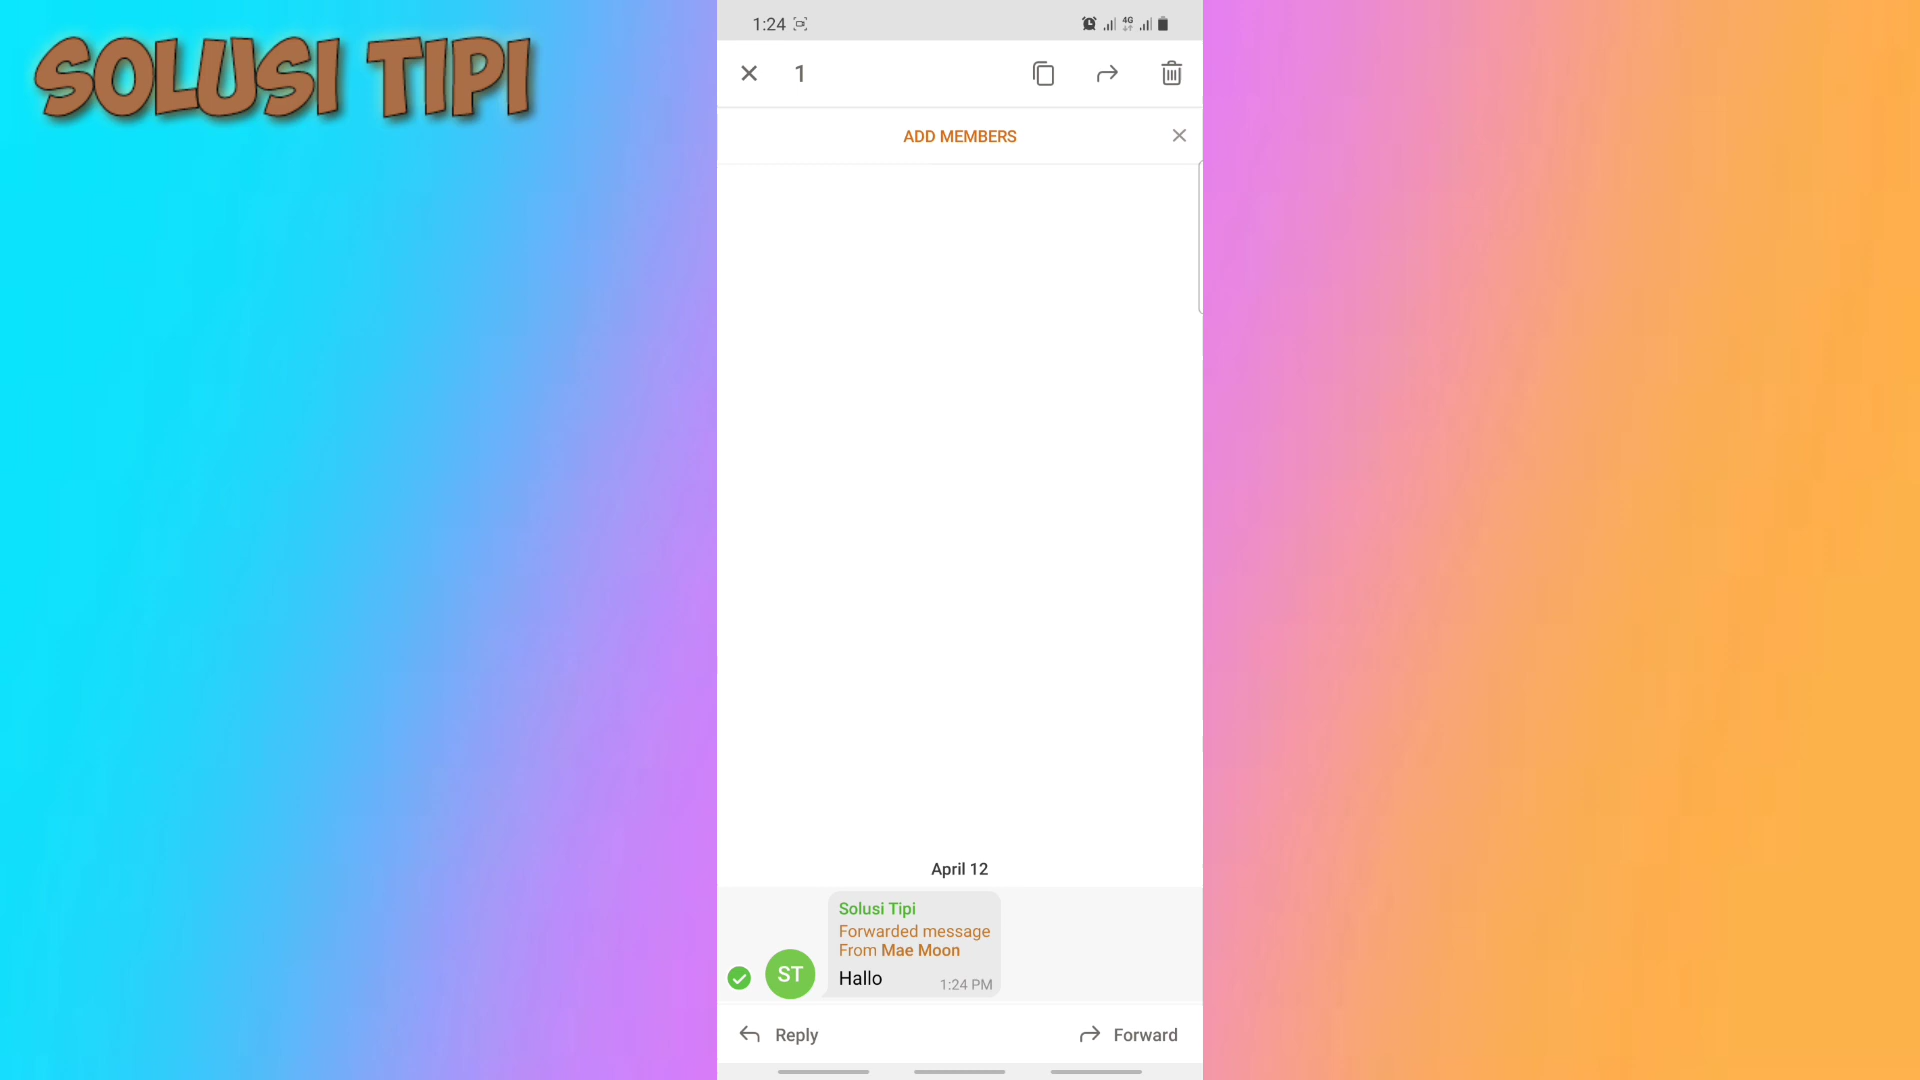 SOLUSI TIPI
1:24
4G
1
ADD MEMBERS
April 12
Solusi Tipi
Forwarded message
From Mae Moon
ST
Hallo
1:24 PM
Reply
Forward